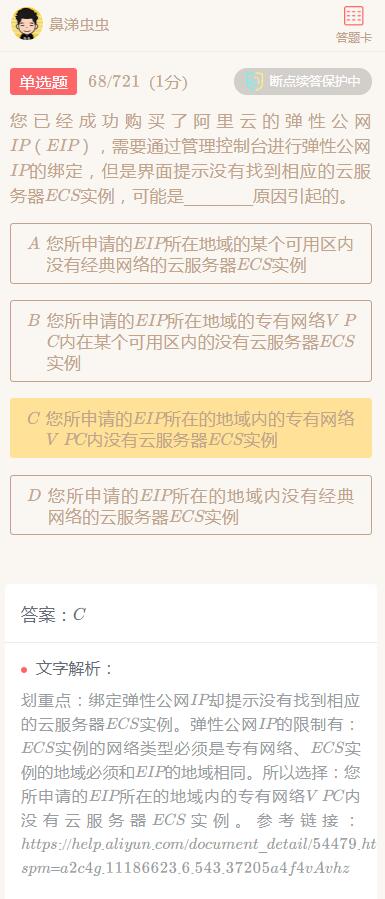 鼻涕虫虫
答题卡
单选题 68/721 (1分) 断点续答保护中
您已经成功购买了阿里云的弹性公网
IP（EIP），需要通过管理控制台进行弹性公网
IP的绑定，但是界面提示没有找到相应的云服
务器ECS实例，可能是________原因引起的。
A 您所申请的EIP所在地域的某个可用区内
没有经典网络的云服务器ECS实例
B 您所申请的EIP所在地域的专有网络V P
C内在某个可用区内的没有云服务器ECS
实例
C 您所申请的EIP所在的地域内的专有网络
V PC内没有云服务器ECS实例
D 您所申请的EIP所在的地域内没有经典
网络的云服务器ECS实例
答案：C
文字解析：
划重点：绑定弹性公网IP却提示没有找到相应
的云服务器ECS实例。弹性公网IP的限制有：
ECS实例的网络类型必须是专有网络、ECS实
例的地域必须和EIP的地域相同。所以选择：您
所申请的EIP所在的地域内的专有网络V PC内
没有云服务器ECS实例。参考链接：
https://help.aliyun.com/document_detail/54479.ht
spm=a2c4g.11186623.6.543.37205a4f4vAvhz